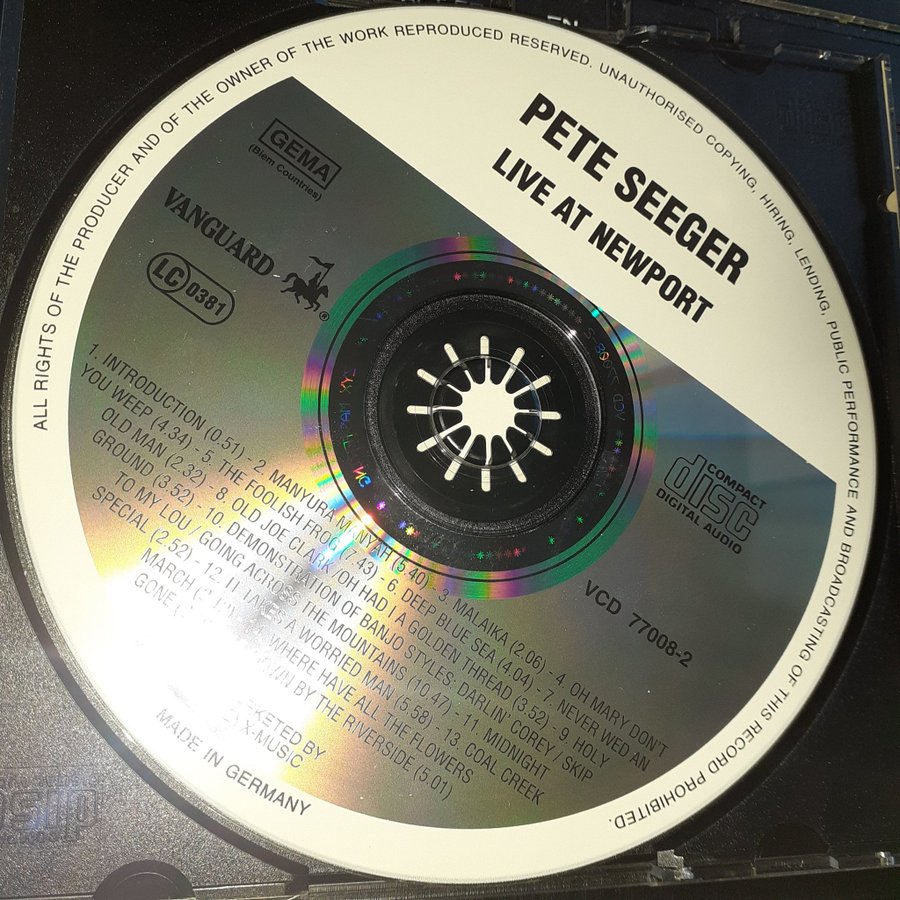 ALL RIGHTS OF THE PRODUCER AND OF THE OWNER OF THE WORK REPRODUCED RESERVED. UNAUTHORISED COPYING, HIRING, LENDING, PUBLIC PERFORMANCE AND BROADCASTING OF THIS RECORD PROHIBITED.
PETE SEEGER
LIVE AT NEWPORT
GEMA
(Biem Countries)
VANGUARD ®
LC 0381
COMPACT
disc
DIGITAL AUDIO
VCD 77008-2
1. INTRODUCTION (0.51) - 2. MANYURA MANYAH (5.40) - 3. MALAIKA (2.06) - 4. OH MARY DON'T
YOU WEEP (4.34) - 5. THE FOOLISH FROG - 6. DEEP BLUE SEA (4.04) - 7. NEVER WED AN
OLD MAN (2.32) - 8. OLD JOE CLARK / OH HAD I A GOLDEN THREAD (3.52) - 9. HOLY
GROUND (3.52) - 10. DEMONSTRATION OF BANJO STYLES: DARLIN' COREY / SKIP
TO MY LOU / GOING ACROSS THE MOUNTAINS (10.47) - 11. MIDNIGHT
SPECIAL (2.52) - 12. IT TAKES A WORRIED MAN (5.58) - 13. COAL CREEK
MARCH WHERE HAVE ALL THE FLOWERS
GONE BY THE RIVERSIDE (5.01)
BY
MADE IN GERMANY